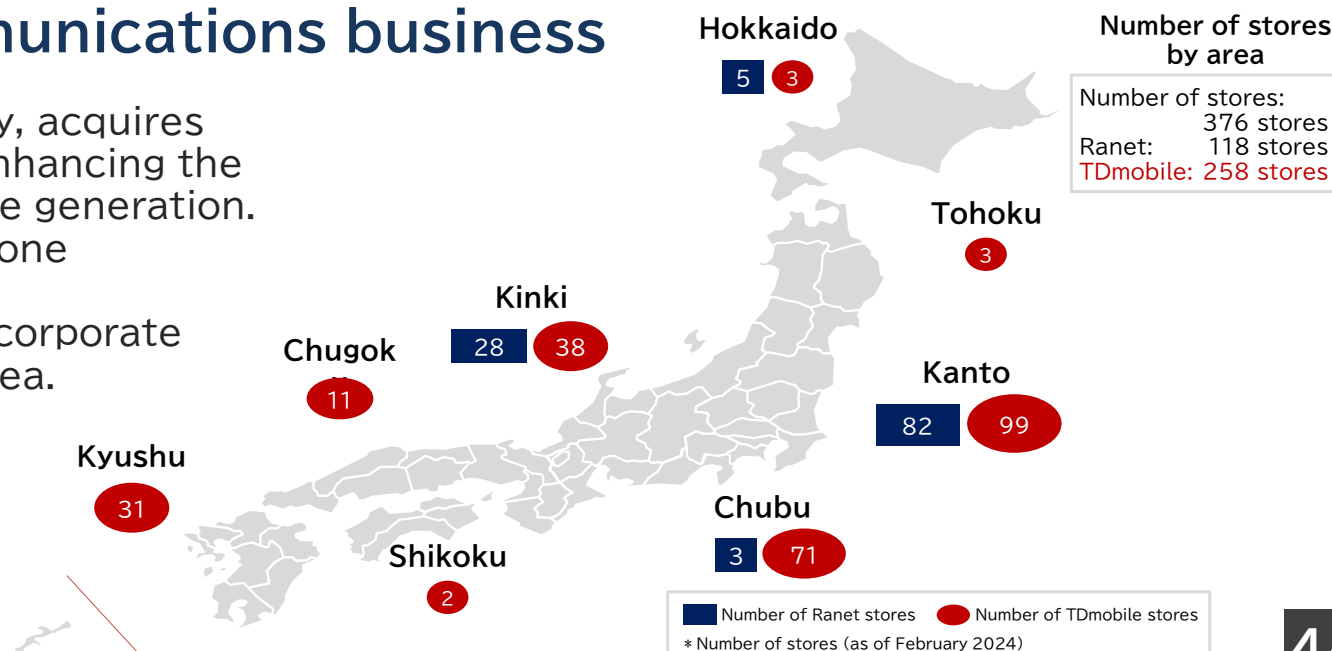 munications business
y, acquires
nhancing the
e generation.
one
corporate
ea.
Hokkaido
5 3
Number of stores
by area
Number of stores:
376 stores
Ranet: 118 stores
TDmobile: 258 stores
Tohoku
3
Kinki
28 38
Chugok
11
Kanto
82 99
Kyushu
31
Chubu
3 71
Shikoku
2
Number of Ranet stores Number of TDmobile stores
* Number of stores (as of February 2024)
4